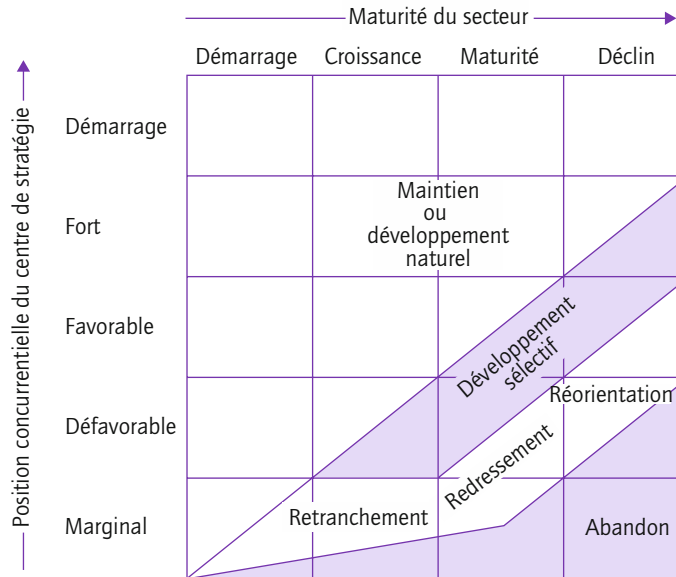 Maturité du secteur
Démarrage Croissance Maturité Déclin
Position concurrentielle du centre de stratégie
Démarrage
Fort
Maintien
ou
développement
naturel
Favorable
Développement
sélectif
Réorientation
Défavorable
Redressement
Retranchement
Marginal
Abandon